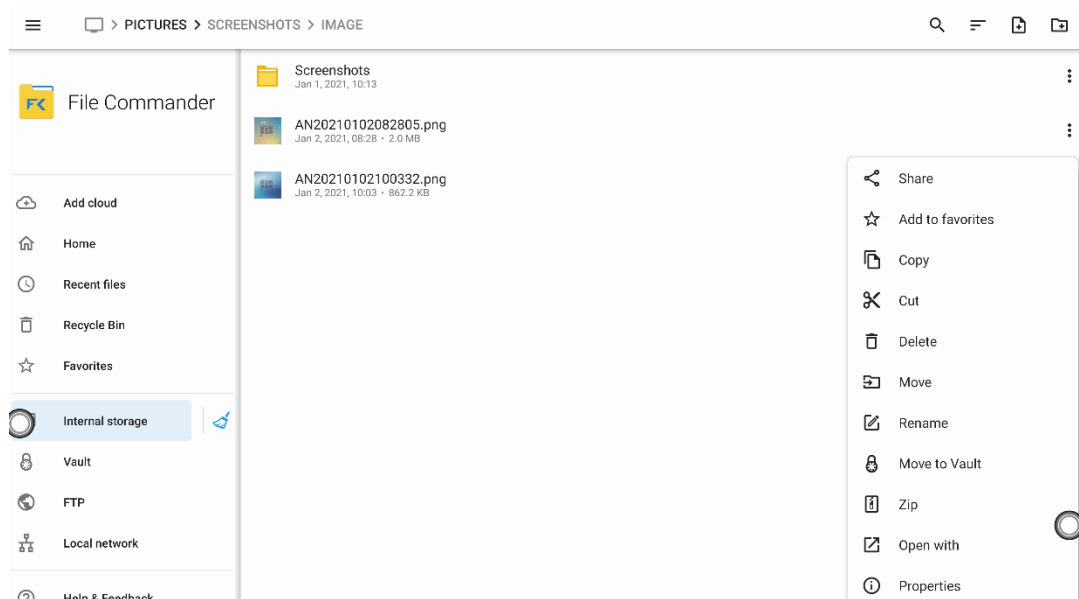 PICTURES > SCREENSHOTS > IMAGE
File Commander
Add cloud
Home
Recent files
Recycle Bin
Favorites
Internal storage
Vault
FTP
Local network
Help & Feedback
Screenshots
Jan 1, 2021, 10:13
AN20210102082805.png
Jan 2, 2021, 08:28 • 2.0 MB
AN20210102100332.png
Jan 2, 2021, 10:03 • 862.2 KB
Share
Add to favorites
Copy
Cut
Delete
Move
Rename
Move to Vault
Zip
Open with
Properties